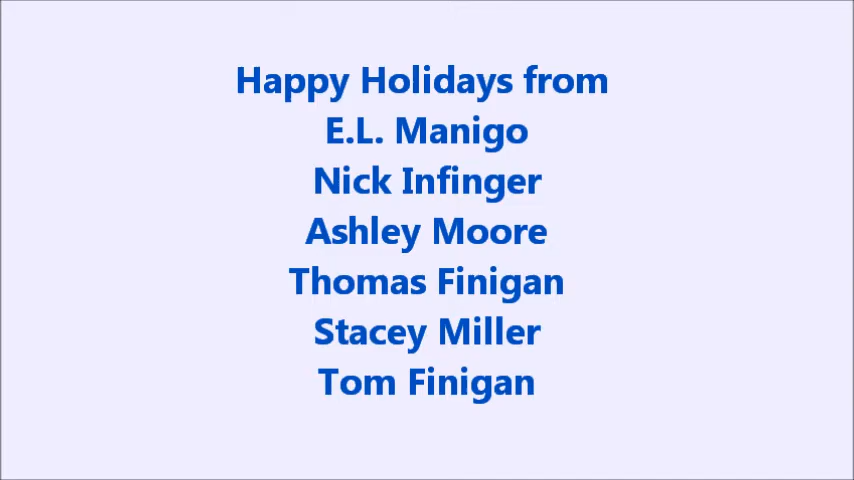 Happy Holidays from
E.L. Manigo
Nick Infinger
Ashley Moore
Thomas Finigan
Stacey Miller
Tom Finigan